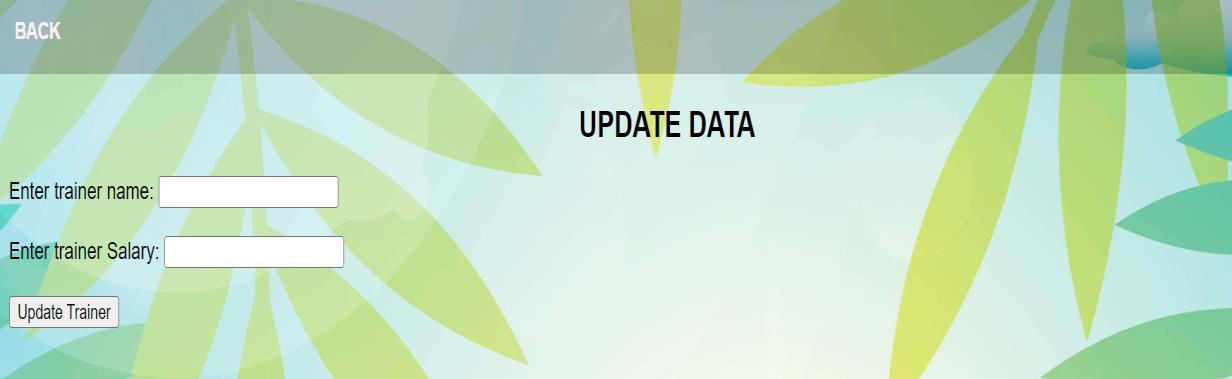 BACK
UPDATE DATA
Enter trainer name:
Enter trainer Salary:
Update Trainer